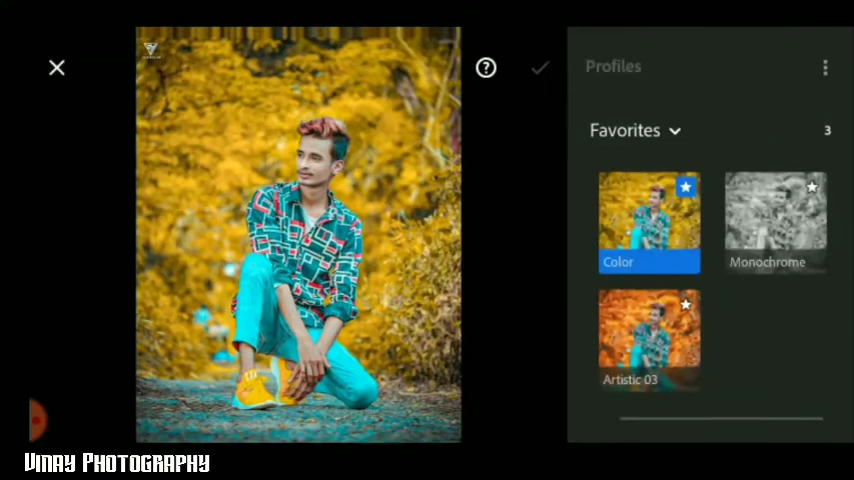 Profiles
Favorites
3
Color
Monochrome
Artistic 03
Vinay Photography